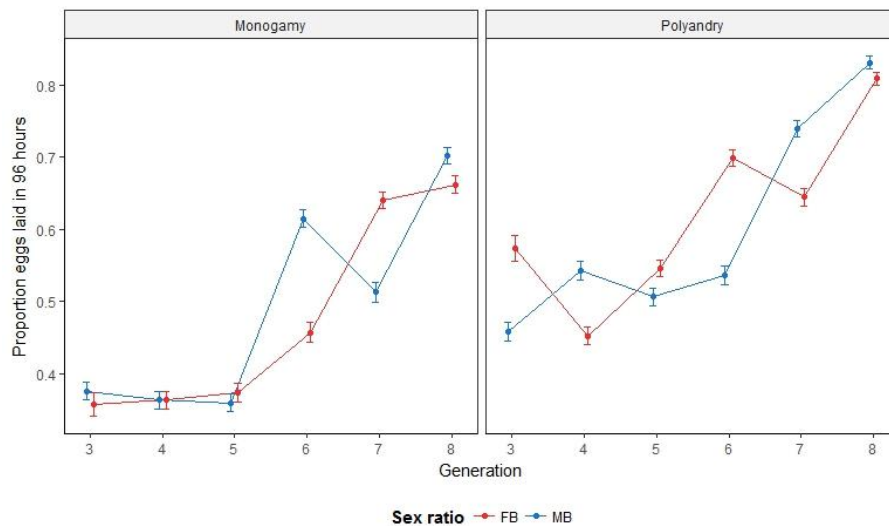 Monogamy Polyandry
Proportion eggs laid in 96 hours
0.8
0.7
0.6
0.5
0.4
3 4 5 6 7 8 3 4 5 6 7 8
Generation
Sex ratio FB MB